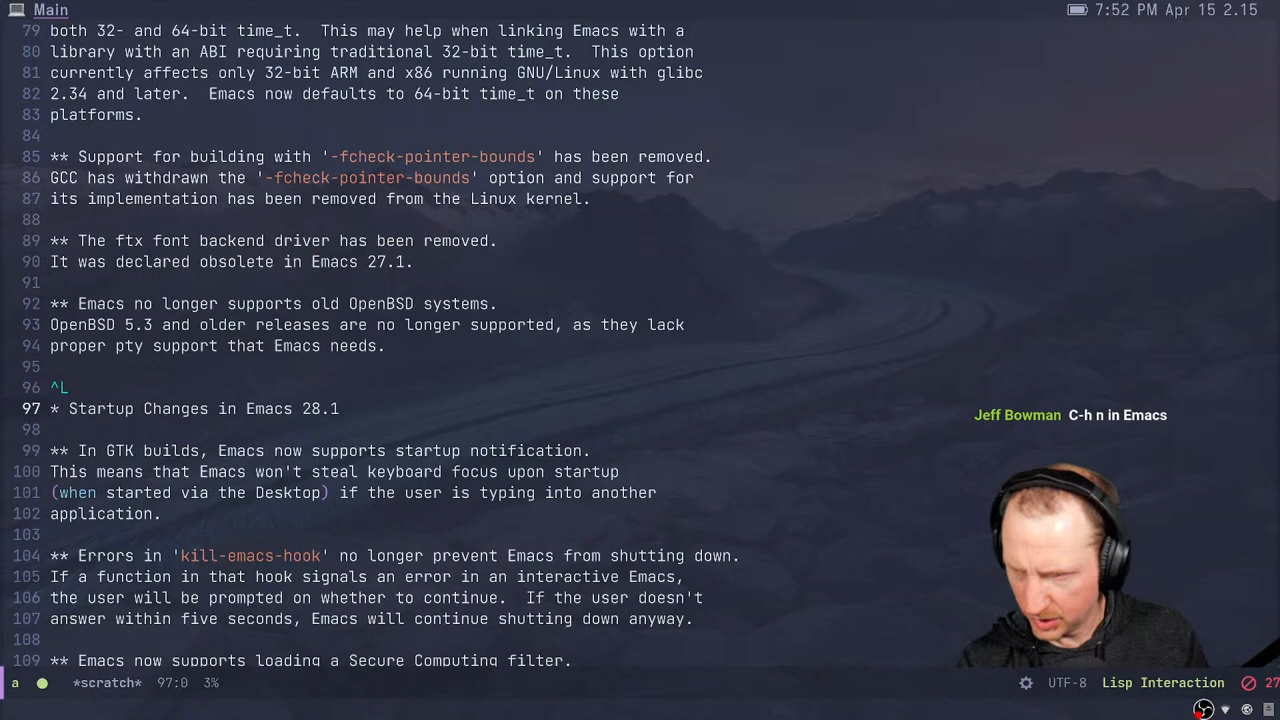 Main
7:52 PM Apr 15 2.15
79 both 32- and 64-bit time_t.  This may help when linking Emacs with a
80 library with an ABI requiring traditional 32-bit time_t.  This option
81 currently affects only 32-bit ARM and x86 running GNU/Linux with glibc
82 2.34 and later.  Emacs now defaults to 64-bit time_t on these
83 platforms.
84
85 ** Support for building with '-fcheck-pointer-bounds' has been removed.
86 GCC has withdrawn the '-fcheck-pointer-bounds' option and support for
87 its implementation has been removed from the Linux kernel.
88
89 ** The ftx font backend driver has been removed.
90 It was declared obsolete in Emacs 27.1.
91
92 ** Emacs no longer supports old OpenBSD systems.
93 OpenBSD 5.3 and older releases are no longer supported, as they lack
94 proper pty support that Emacs needs.
95
96 ^L
97 * Startup Changes in Emacs 28.1
Jeff Bowman C-h n in Emacs
98
99 ** In GTK builds, Emacs now supports startup notification.
100 This means that Emacs won't steal keyboard focus upon startup
101 (when started via the Desktop) if the user is typing into another
102 application.
103
104 ** Errors in 'kill-emacs-hook' no longer prevent Emacs from shutting down.
105 If a function in that hook signals an error in an interactive Emacs,
106 the user will be prompted on whether to continue.  If the user doesn't
107 answer within five seconds, Emacs will continue shutting down anyway.
108
109 ** Emacs now supports loading a Secure Computing filter.
a *scratch* 97:0 3% UTF-8 Lisp Interaction 27